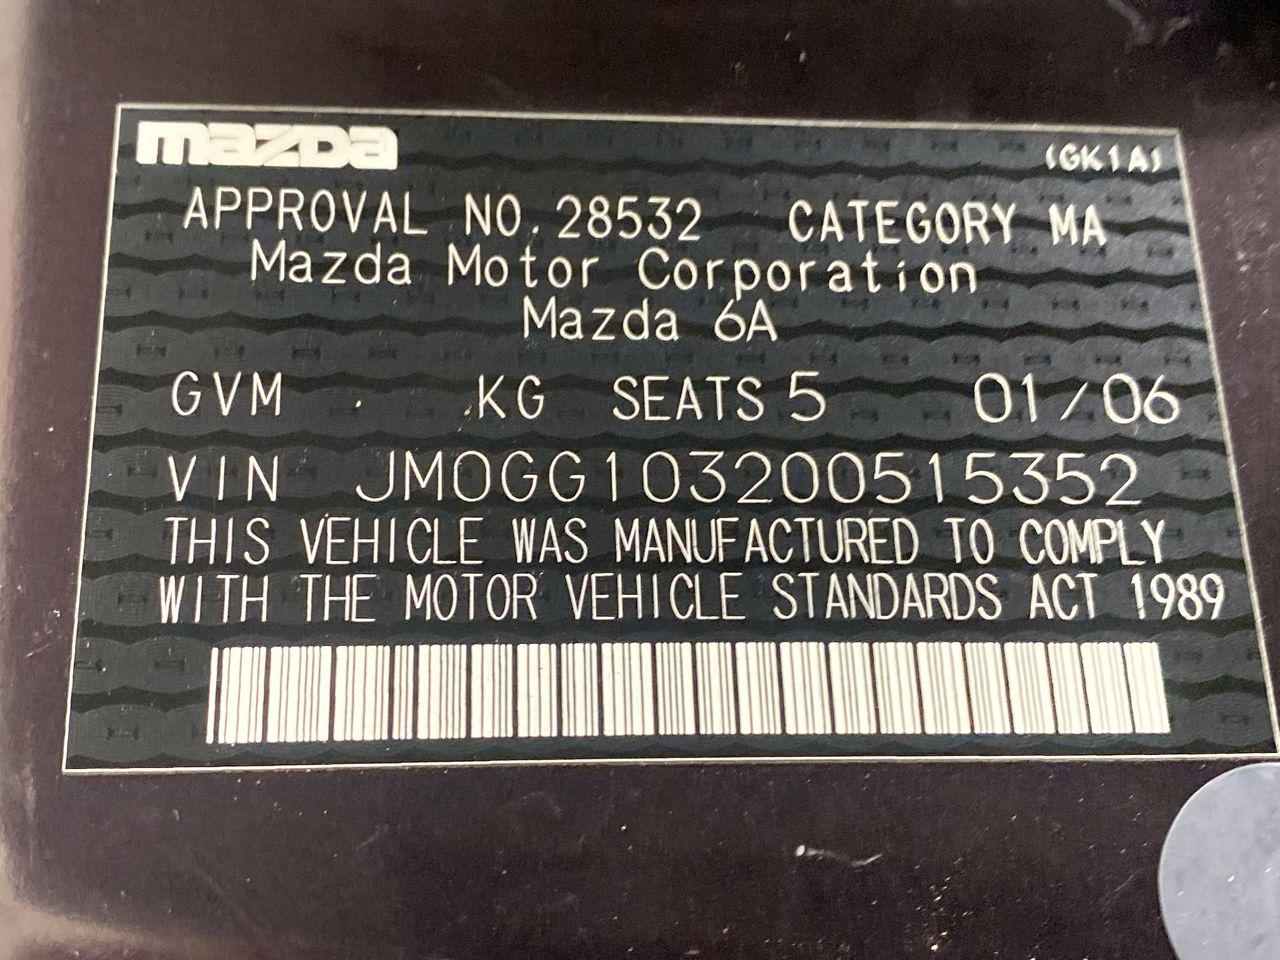 mazda (GK1A)
APPROVAL NO. 28532 CATEGORY MA
Mazda Motor Corporation
Mazda 6A
GVM . .KG SEATS 5 01/06
VIN JM0GG103200515352
THIS VEHICLE WAS MANUFACTURED TO COMPLY
WITH THE MOTOR VEHICLE STANDARDS ACT 1989